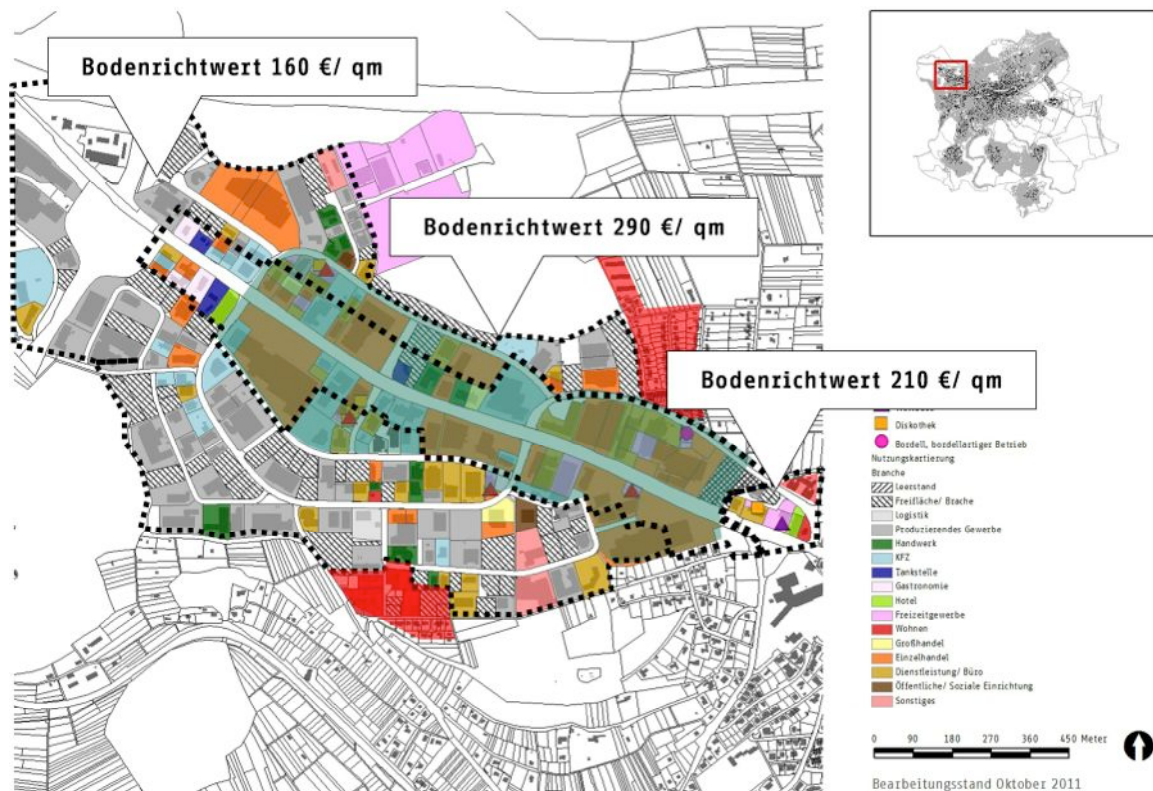 Bodenrichtwert 160 €/ qm
Bodenrichtwert 290 €/ qm
Bodenrichtwert 210 €/ qm
Diskothek
Bordell, bordellartiger Betrieb
Nutzungskartierung
Branche
Leerstand
Freifläche/ Brache
Logistik
Produzierendes Gewerbe
Handwerk
KFZ
Tankstelle
Gastronomie
Hotel
Freizeitgewerbe
Wohnen
Großhandel
Einzelhandel
Dienstleistung/ Büro
Öffentliche/ Soziale Einrichtung
Sonstiges
0 90 180 270 360 450 Meter
Bearbeitungsstand Oktober 2011